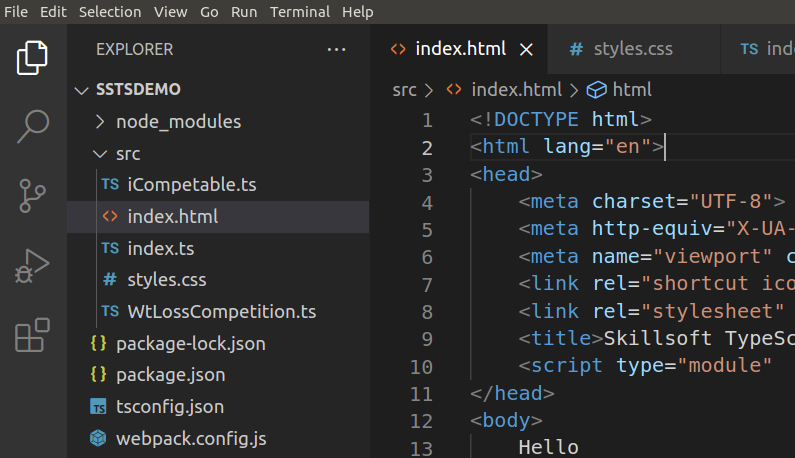 File Edit Selection View Go Run Terminal Help
EXPLORER ···
index.html
# styles.css
TS ind
SSTSDEMO
src > <> index.html > html
node_modules
src
TS iCompetable.ts
<> index.html
TS index.ts
# styles.css
TS WtLossCompetition.ts
{} package-lock.json
{} package.json
TS tsconfig.json
webpack.config.js
1 <!DOCTYPE html>
2 <html lang="en">
3 <head>
4 <meta charset="UTF-8">
5 <meta http-equiv="X-UA-
6 <meta name="viewport" c
7 <link rel="shortcut ico
8 <link rel="stylesheet"
9 <title>Skillsoft TypeSc
10 <script type="module"
11 </head>
12 <body>
13 Hello